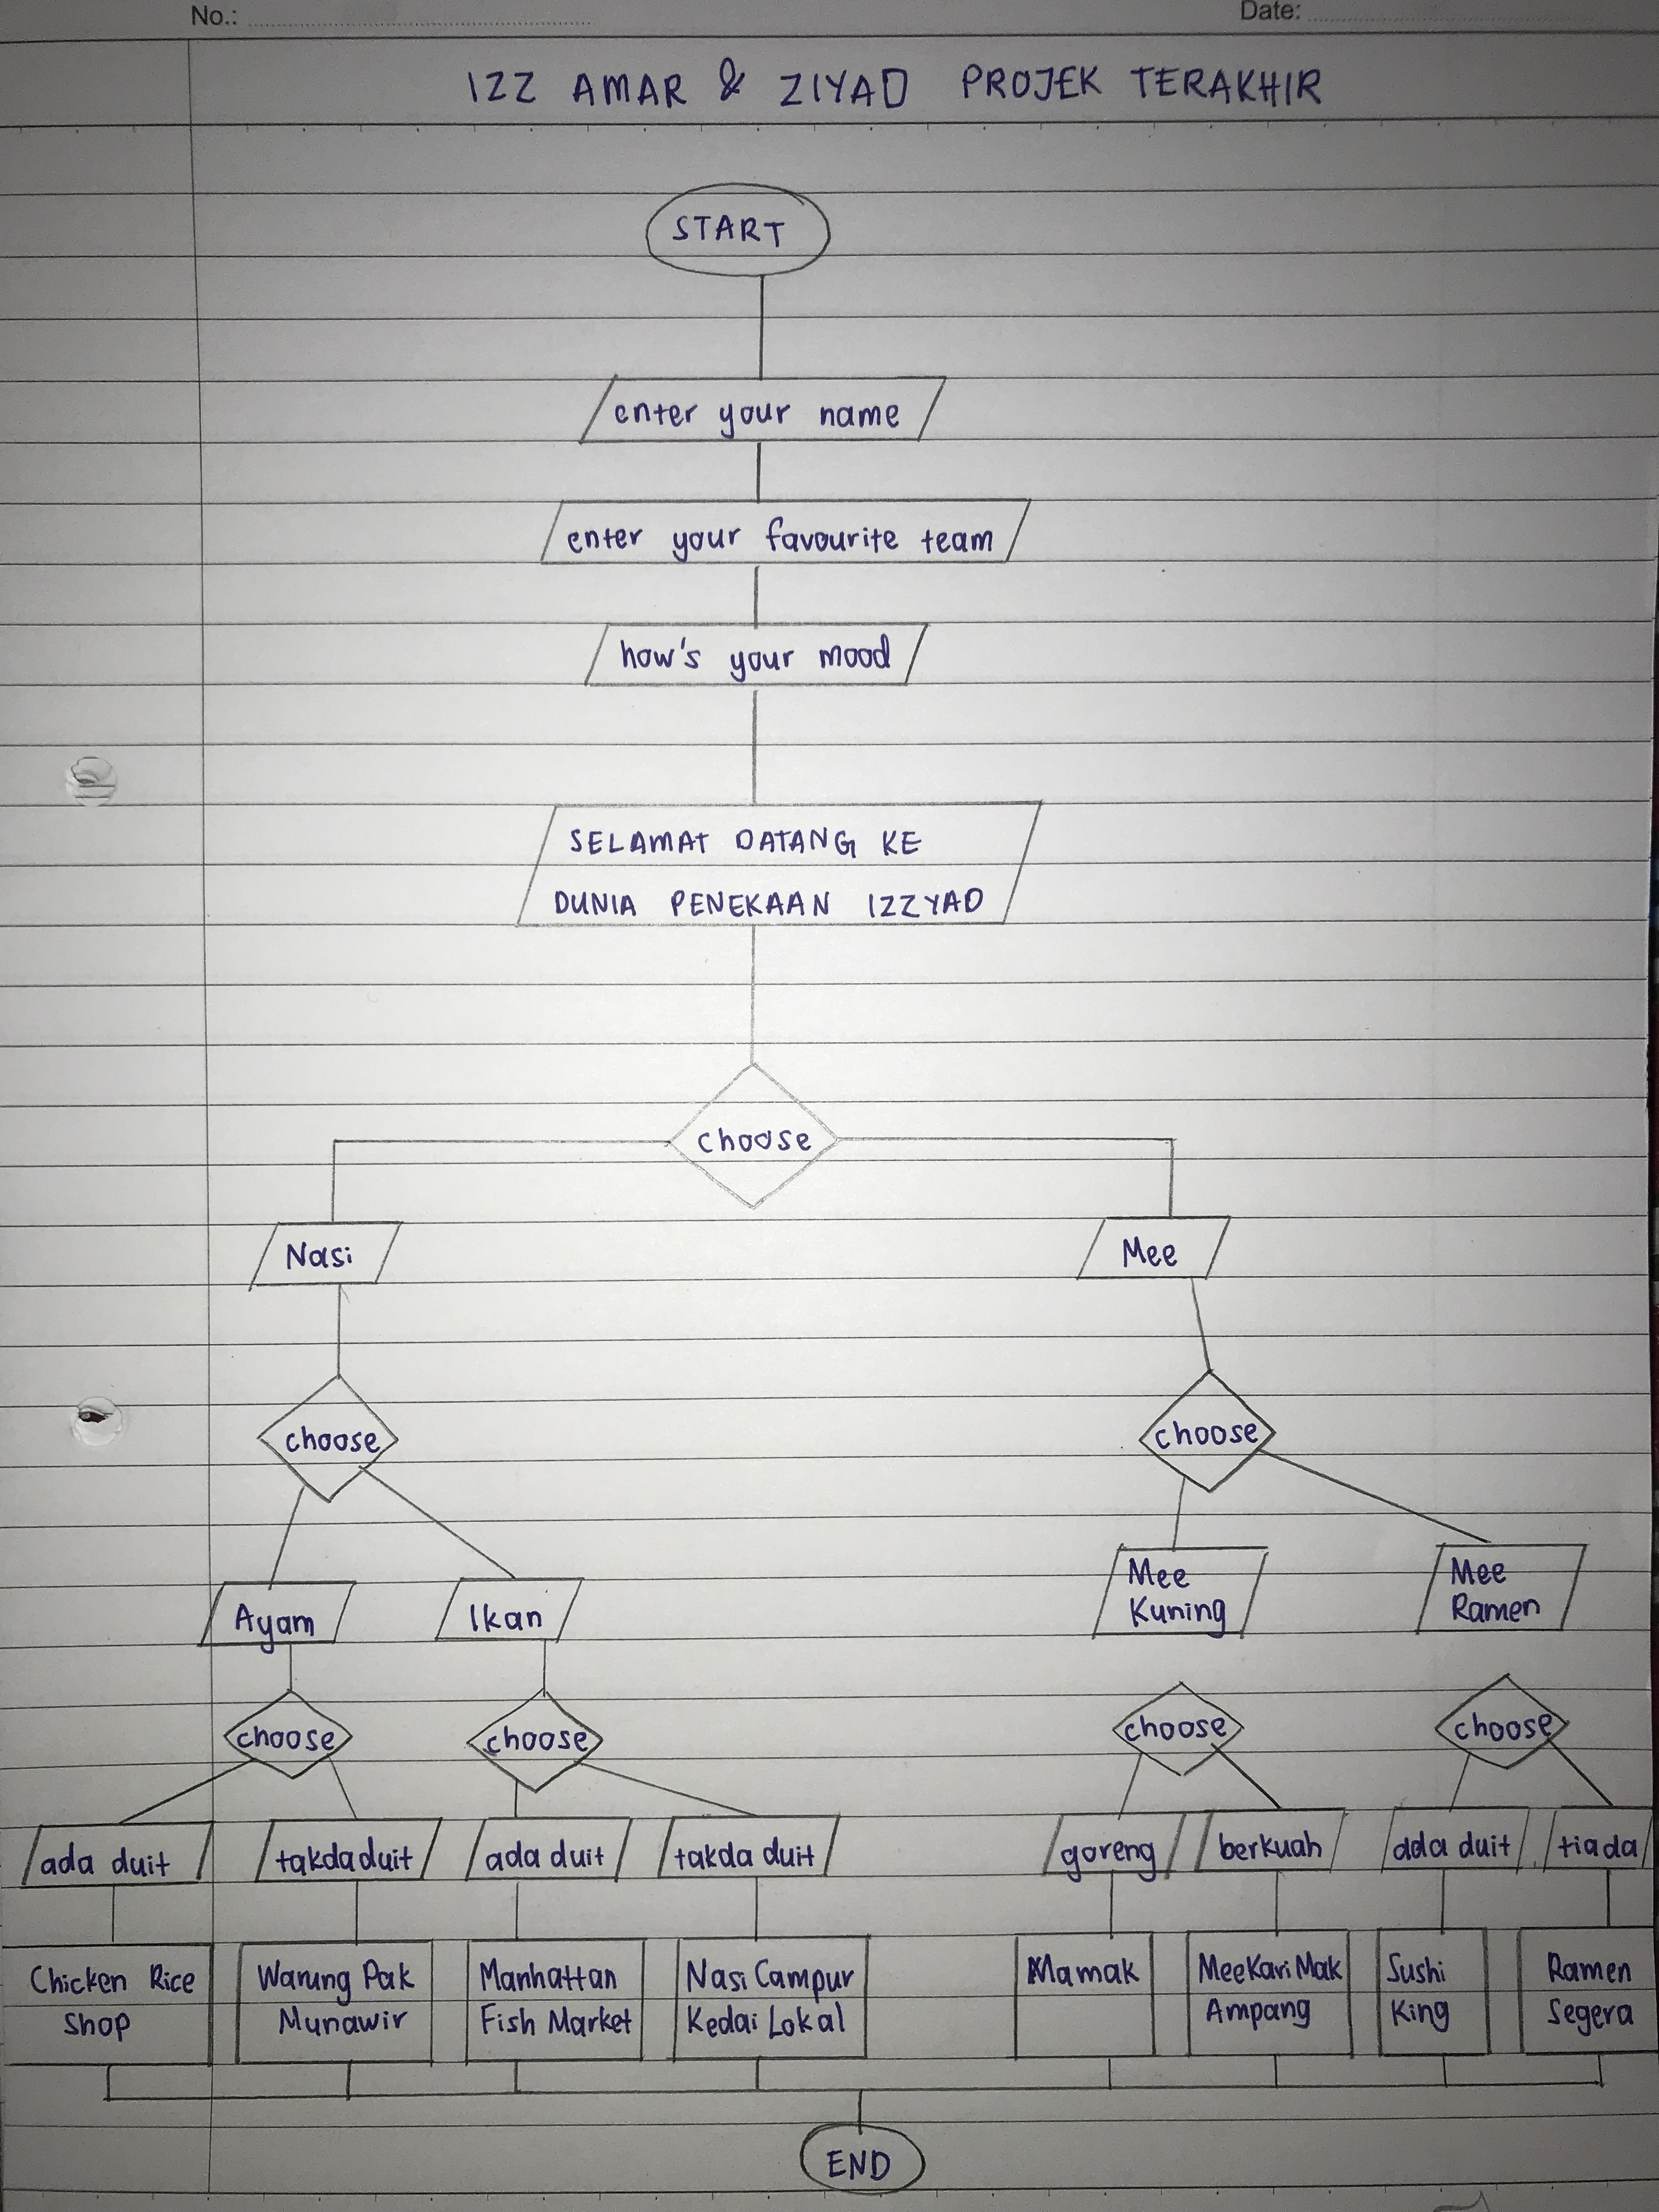 No.:
Date:
IZZ AMAR & ZIYAD PROJEK TERAKHIR
START
enter your name
enter your favourite team
how's your mood
SELAMAT DATANG KE
DUNIA PENEKAAN IZZYAD
choose
Nasi
Mee
choose
choose
Ayam
Ikan
Mee
Kuning
Mee
Ramen
choose
choose
choose
choose
ada duit
takda duit
ada duit
takda duit
goreng
berkuah
ada duit
tiada
Chicken Rice
Shop
Warung Pak
Munawir
Manhattan
Fish Market
Nasi Campur
Kedai Lokal
Mamak
Mee Kari Mak
Ampang
Sushi
King
Ramen
Segera
END